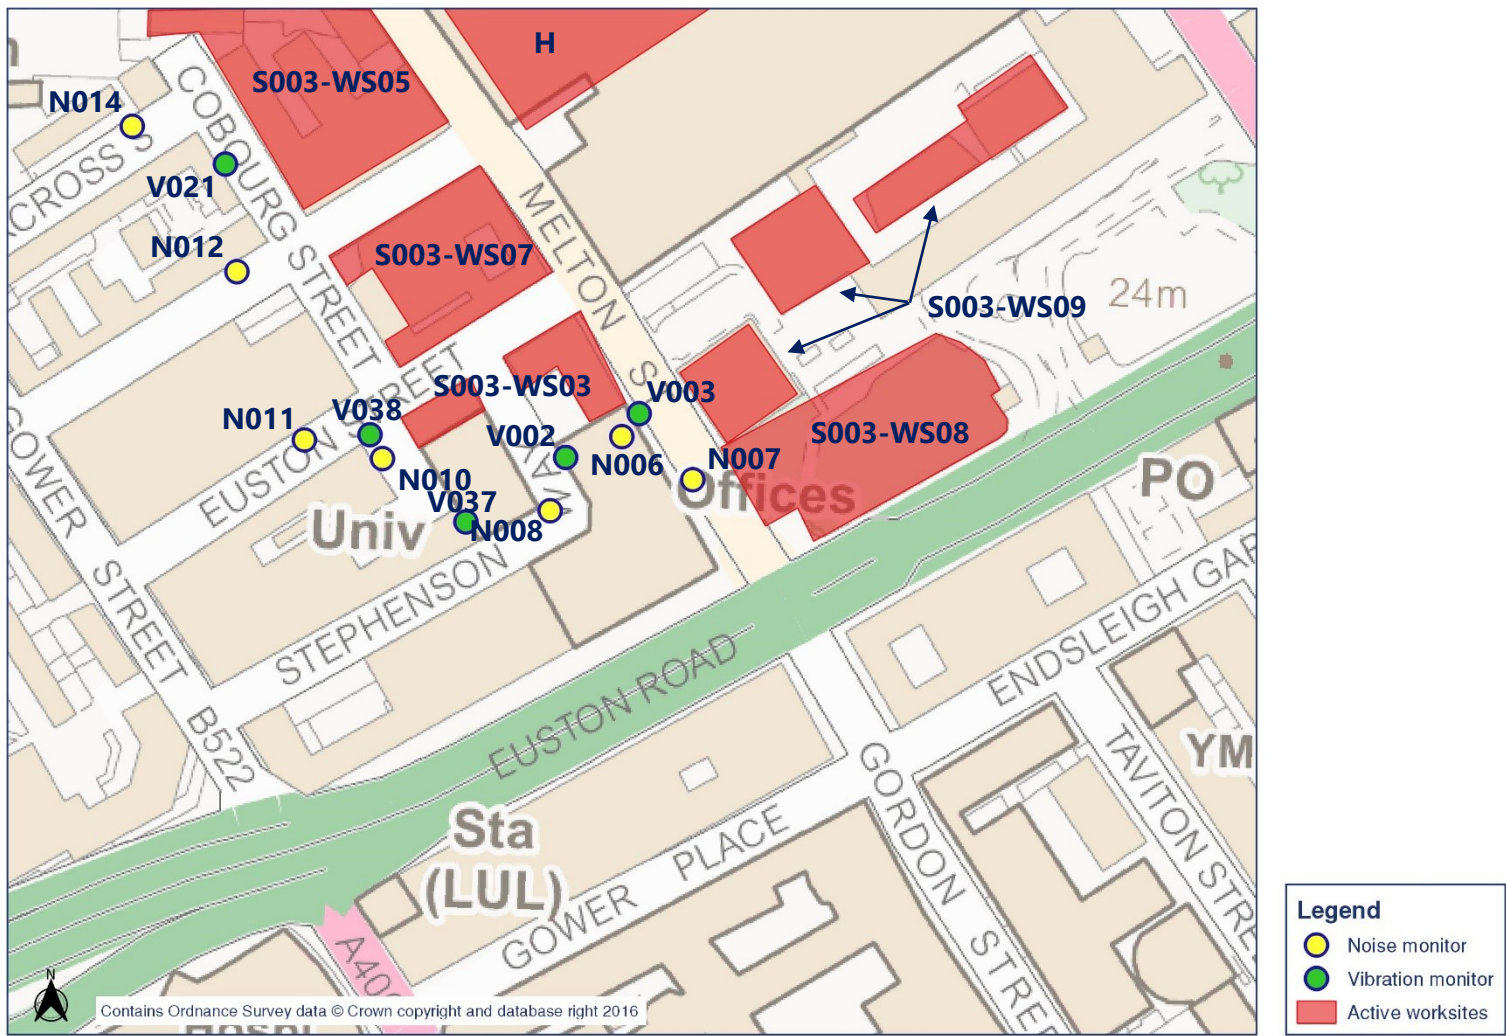 H
S003-WS05
N014
COBOURG STREET
V021
N012
MELTON
S003-WS07
24m
S003-WS09
S003-WS03
V003
N011
V038
EUSTON STREET
V002
N006
N007
S003-WS08
N010
V037
N008
WAY
Offices
PO
Univ
STEPHENSON
GOWER STREET
B522
EUSTON ROAD
ENDSLEIGH GAR
TAVITON STRE
YM
Sta
(LUL)
GOWER PLACE
GORDON STREE
A400
Legend
Noise monitor
Vibration monitor
Active worksites
N
Contains Ordnance Survey data © Crown copyright and database right 2016